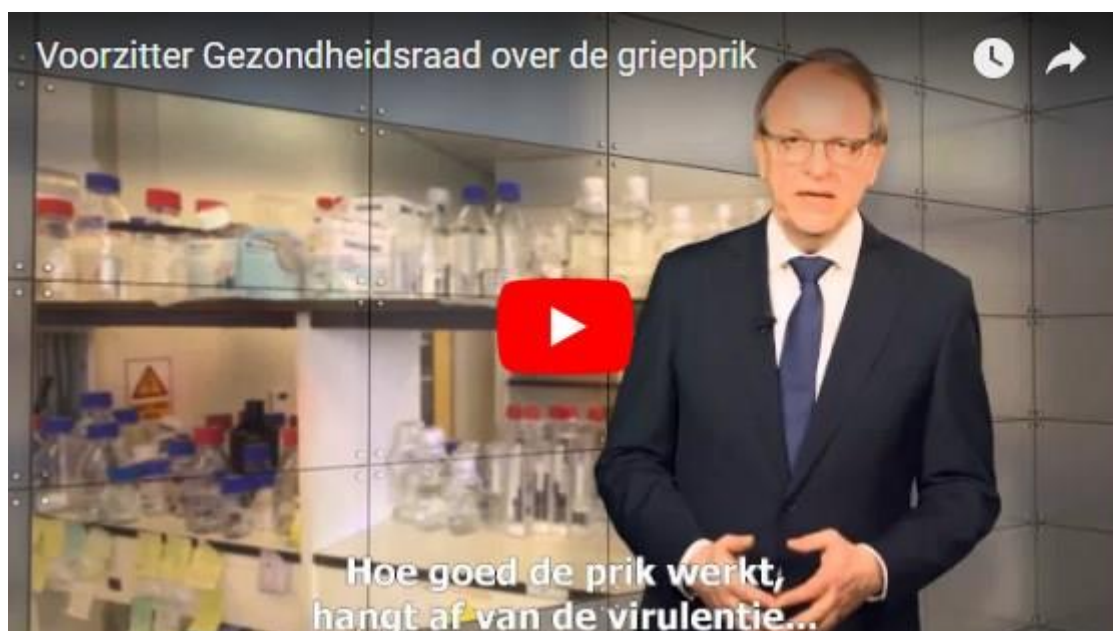 Voorzitter Gezondheidsraad over de griepprik
Hoe goed de prik werkt,
hangt af van de virulentie...